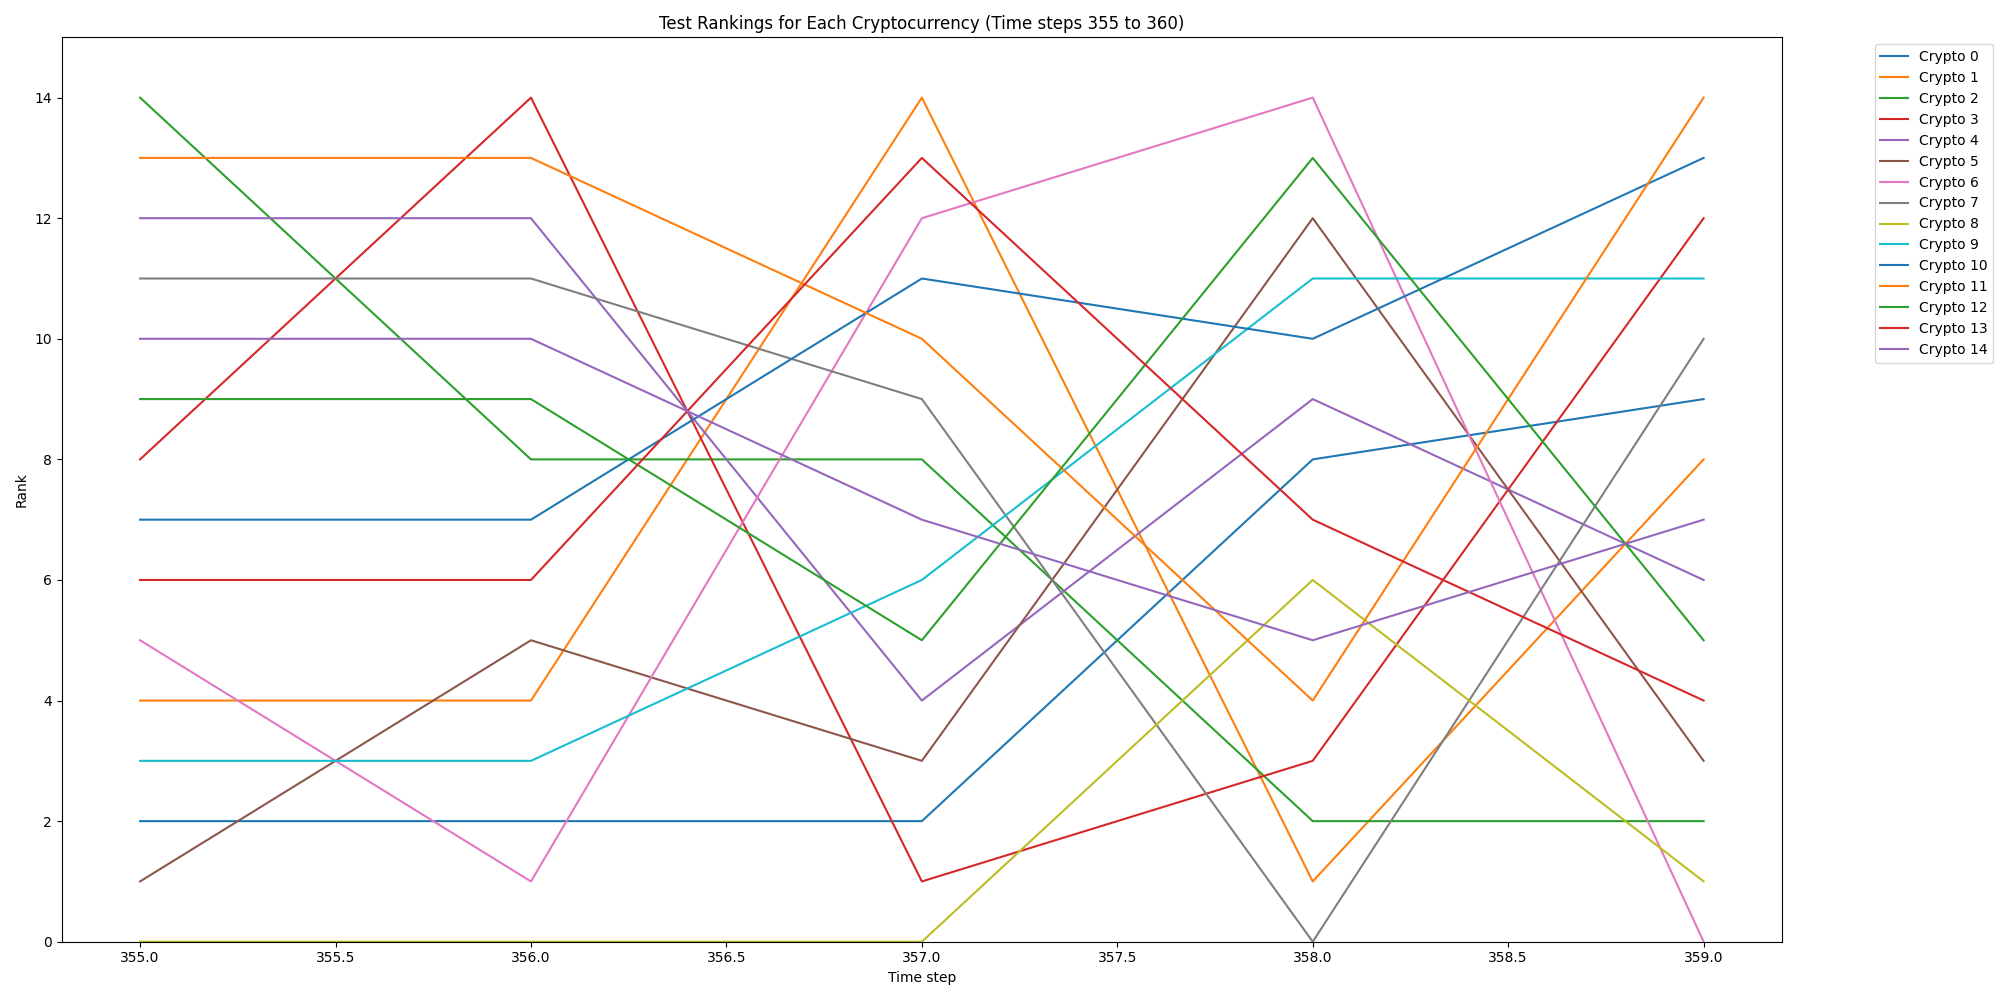 Test Rankings for Each Cryptocurrency (Time steps 355 to 360)
Crypto 0
Crypto 1
Crypto 2
Crypto 3
Crypto 4
Crypto 5
Crypto 6
Crypto 7
Crypto 8
Crypto 9
Crypto 10
Crypto 11
Crypto 12
Crypto 13
Crypto 14
14
12
10
8
6
4
2
0
Rank
355.0 355.5 356.0 356.5 357.0 357.5 358.0 358.5 359.0
Time step